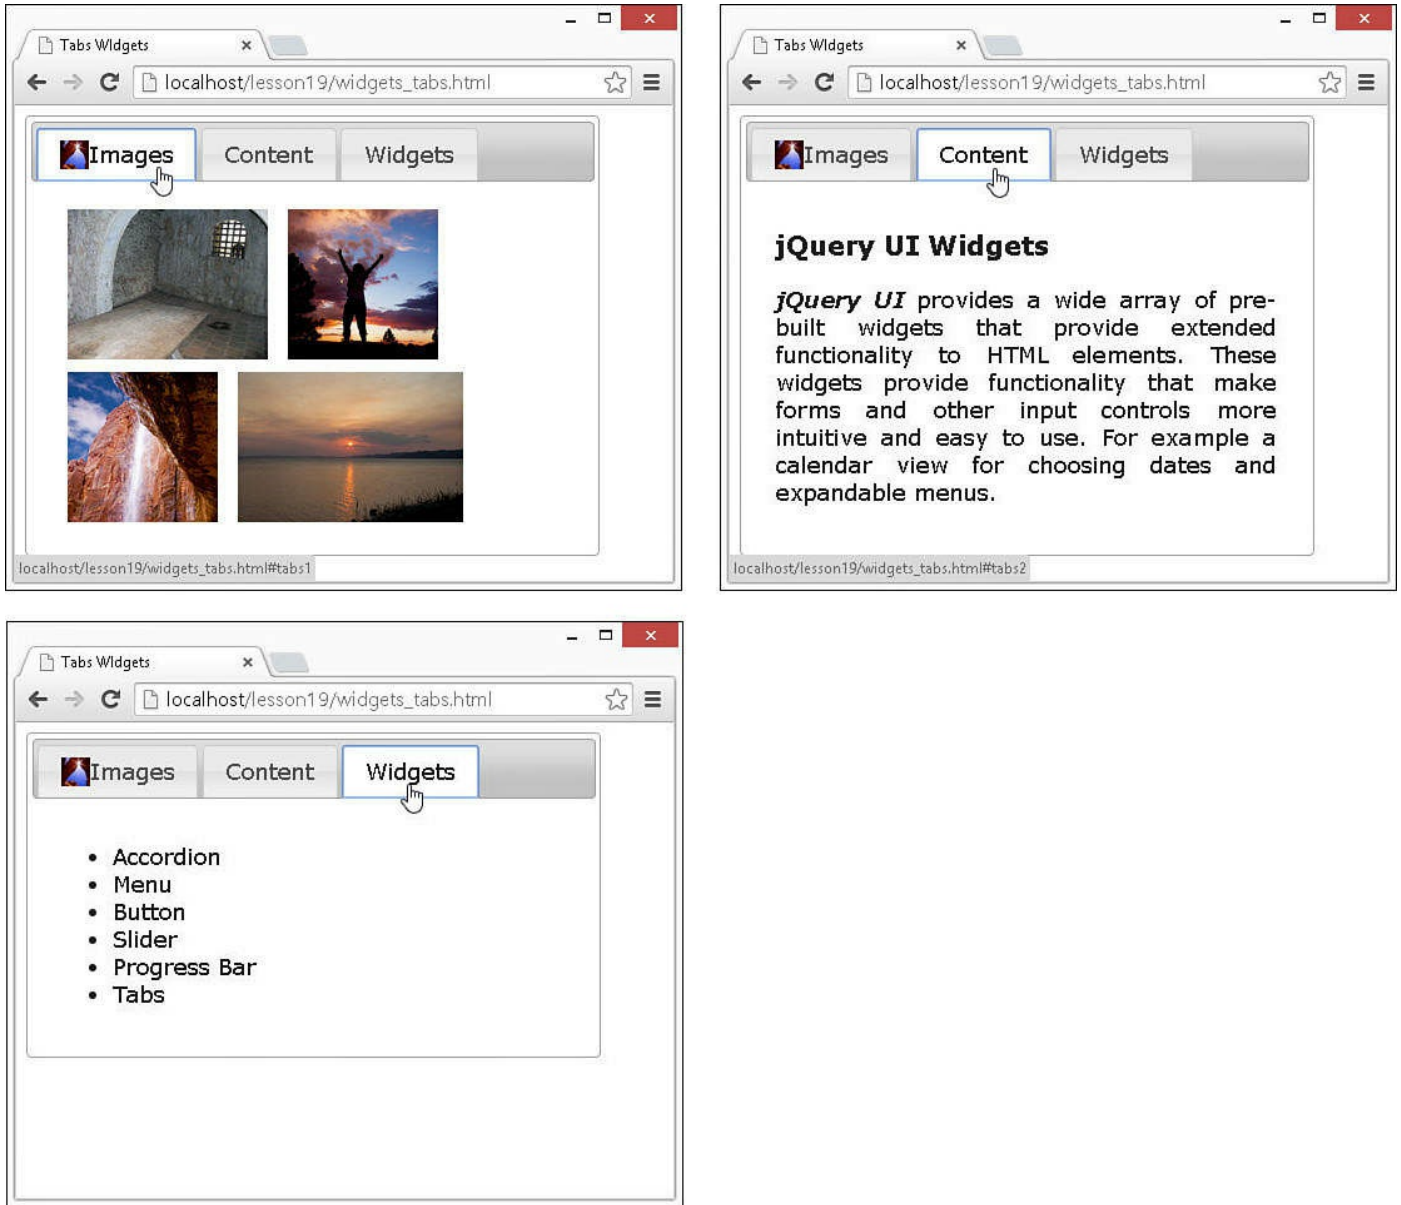 Tabs WIdgets
localhost/lesson19/widgets_tabs.html
Images Content Widgets
localhost/lesson19/widgets_tabs.html#tabs1
Tabs WIdgets
localhost/lesson19/widgets_tabs.html
Images Content Widgets
jQuery UI Widgets
jQuery UI provides a wide array of pre-
built widgets that provide extended
functionality to HTML elements. These
widgets provide functionality that make
forms and other input controls more
intuitive and easy to use. For example a
calendar view for choosing dates and
expandable menus.
localhost/lesson19/widgets_tabs.html#tabs2
Tabs WIdgets
localhost/lesson19/widgets_tabs.html
Images Content Widgets
• Accordion
• Menu
• Button
• Slider
• Progress Bar
• Tabs